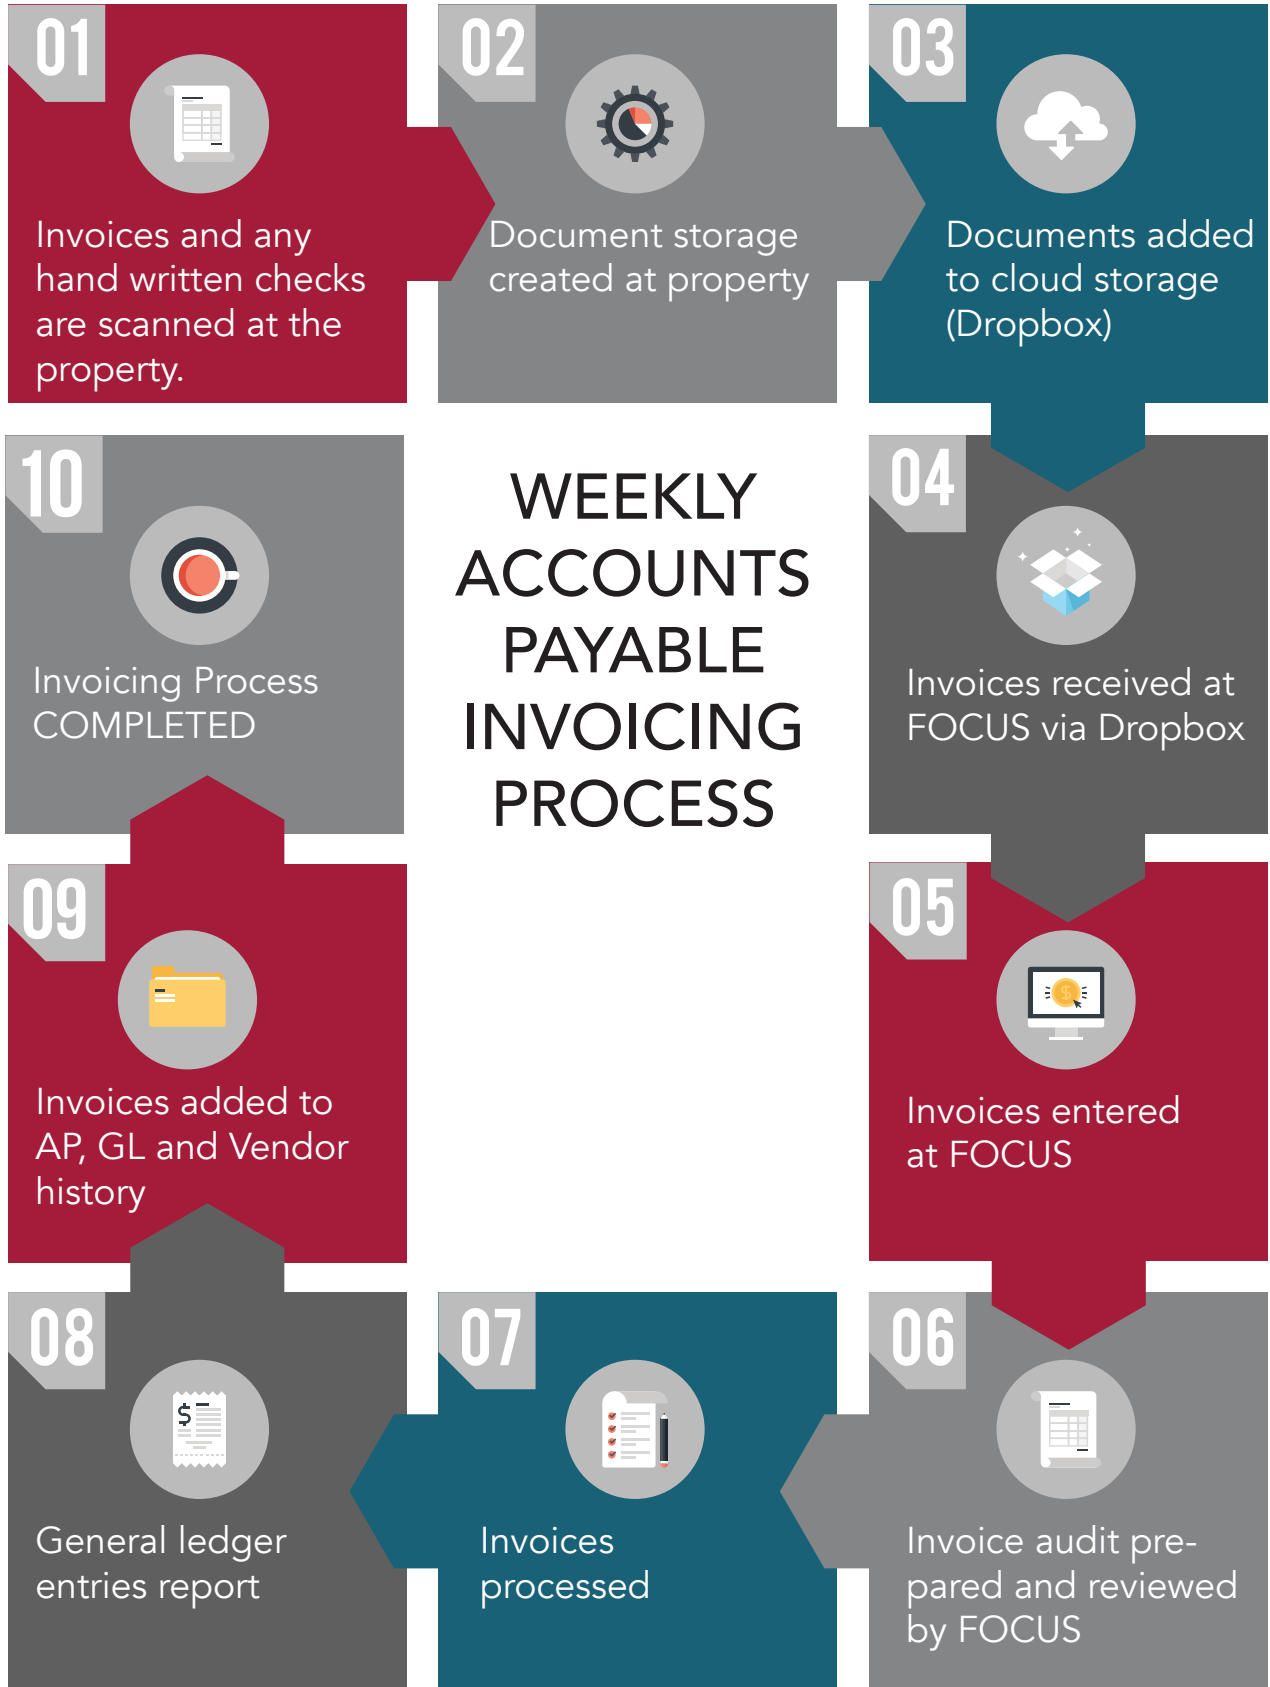 01
Invoices and any
hand written checks
are scanned at the
property.
02
Document storage
created at property
03
Documents added
to cloud storage
(Dropbox)
WEEKLY
ACCOUNTS
PAYABLE
INVOICING
PROCESS
04
Invoices received at
FOCUS via Dropbox
05
Invoices entered
at FOCUS
$
06
Invoice audit pre-
pared and reviewed
by FOCUS
07
Invoices
processed
08
$
General ledger
entries report
09
Invoices added to
AP, GL and Vendor
history
10
Invoicing Process
COMPLETED